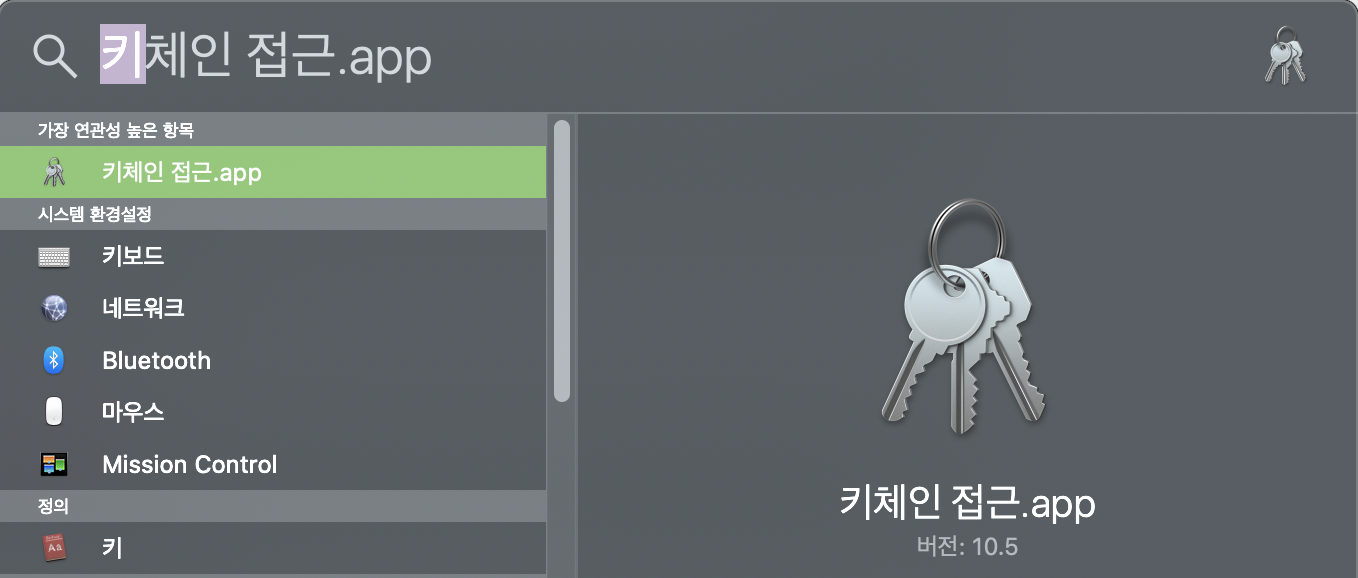 키체인 접근.app
가장 연관성 높은 항목
키체인 접근.app
시스템 환경설정
키보드
네트워크
Bluetooth
마우스
Mission Control
정의
키
키체인 접근.app
버전: 10.5